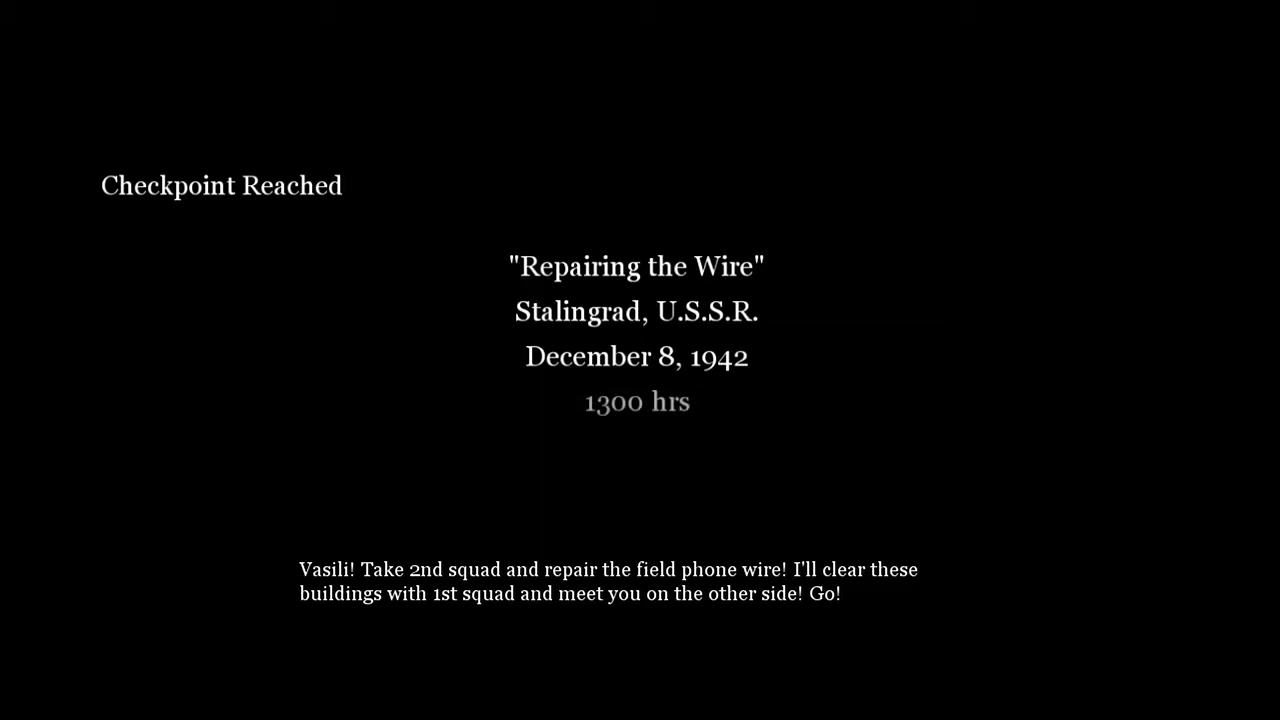 Checkpoint Reached
"Repairing the Wire"
Stalingrad, U.S.S.R.
December 8, 1942
1300 hrs
Vasili! Take 2nd squad and repair the field phone wire! I'll clear these
buildings with 1st squad and meet you on the other side! Go!